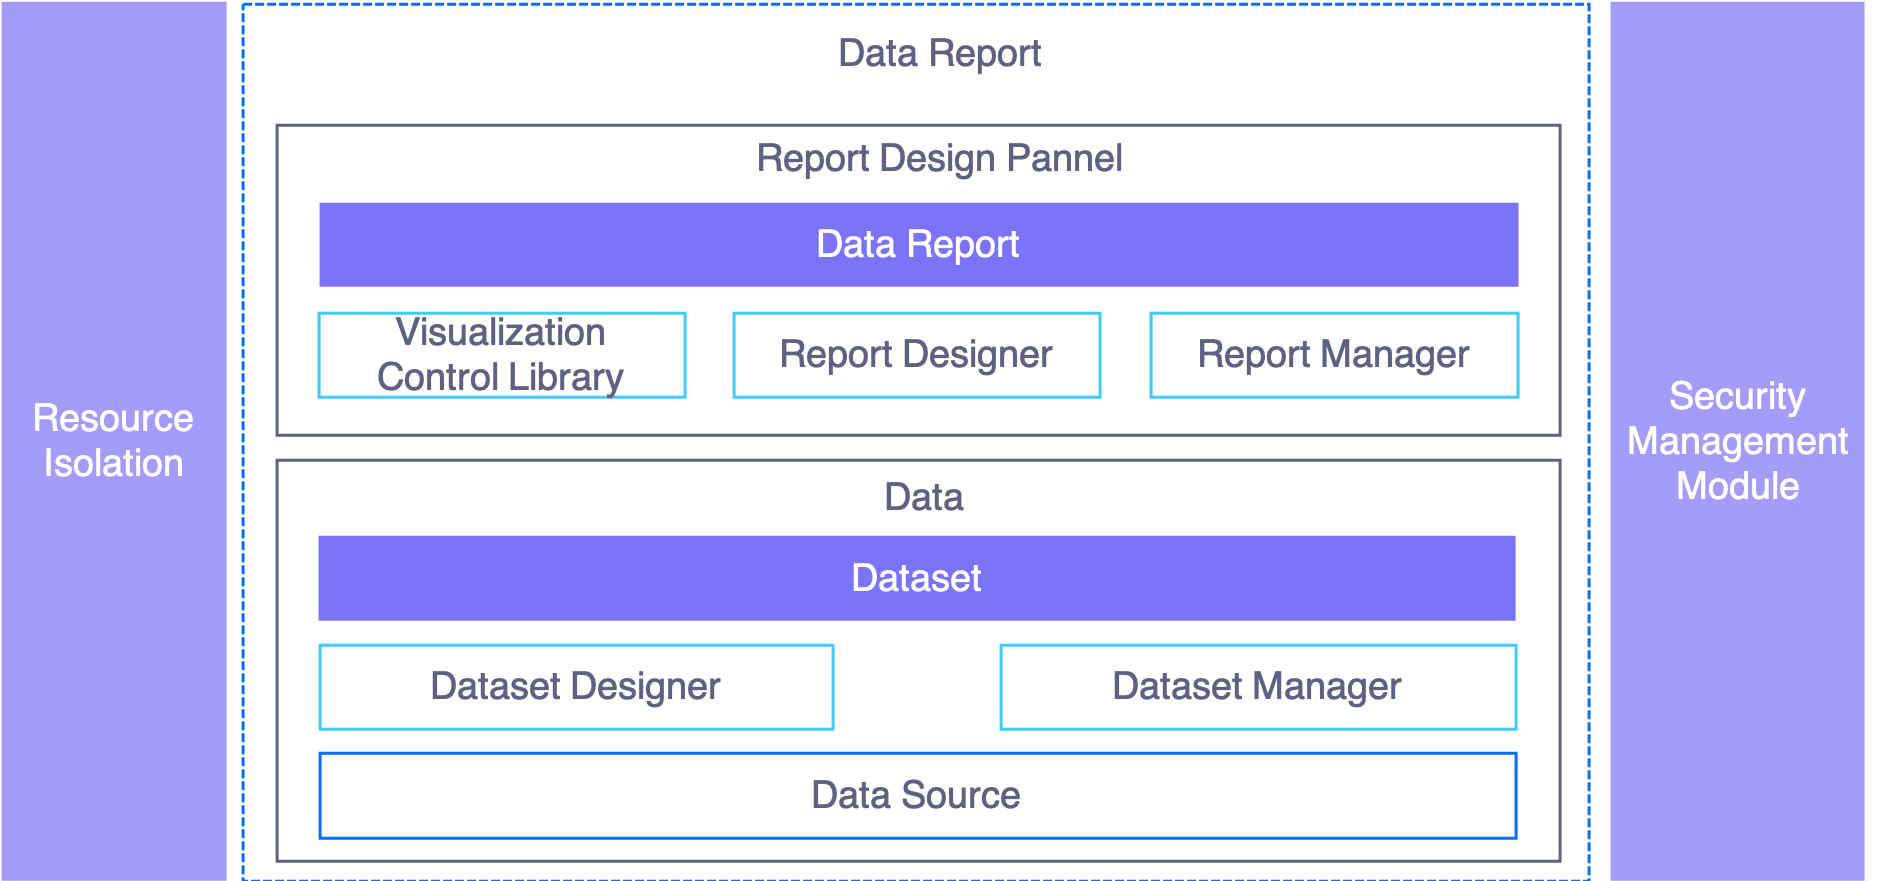 Resource
Isolation
Data Report
Report Design Pannel
Data Report
Visualization
Control Library
Report Designer
Report Manager
Data
Dataset
Dataset Designer
Dataset Manager
Data Source
Security
Management
Module